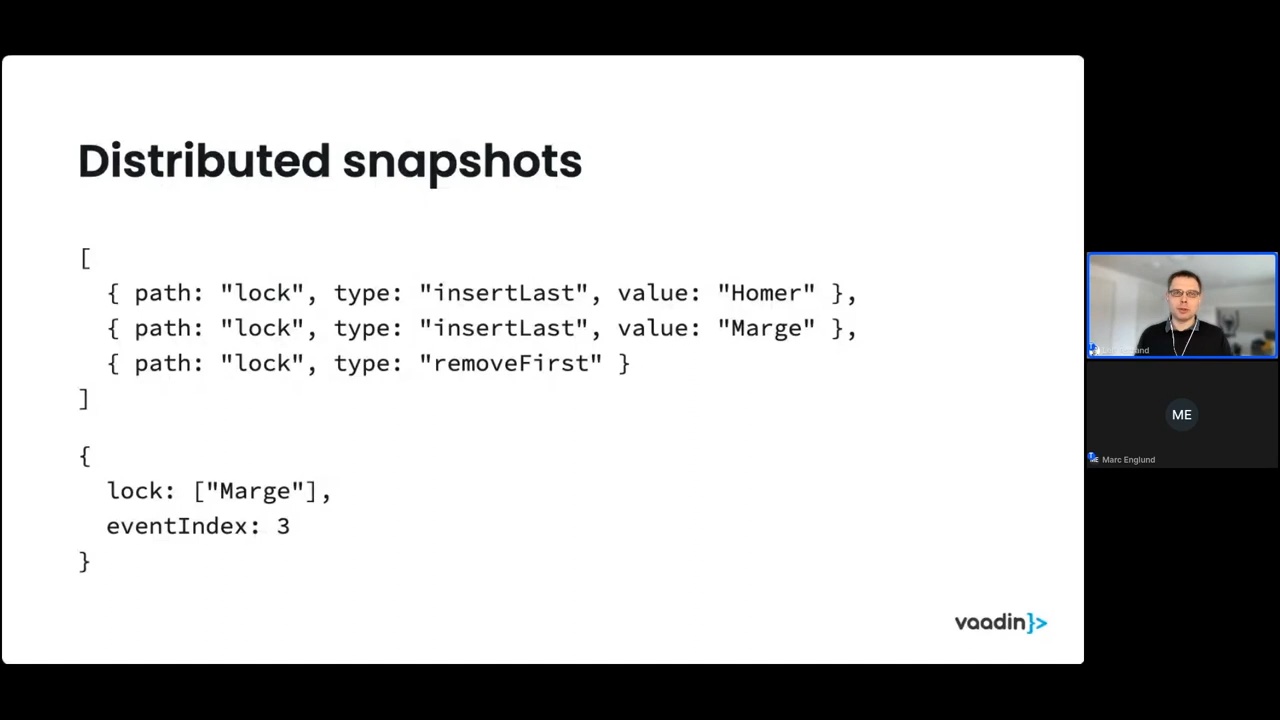 Distributed snapshots
[
{ path: "lock", type: "insertLast", value: "Homer" },
{ path: "lock", type: "insertLast", value: "Marge" },
{ path: "lock", type: "removeFirst" }
]
{
lock: ["Marge"],
eventIndex: 3
}
vaadin}>
ME
Marc Englund